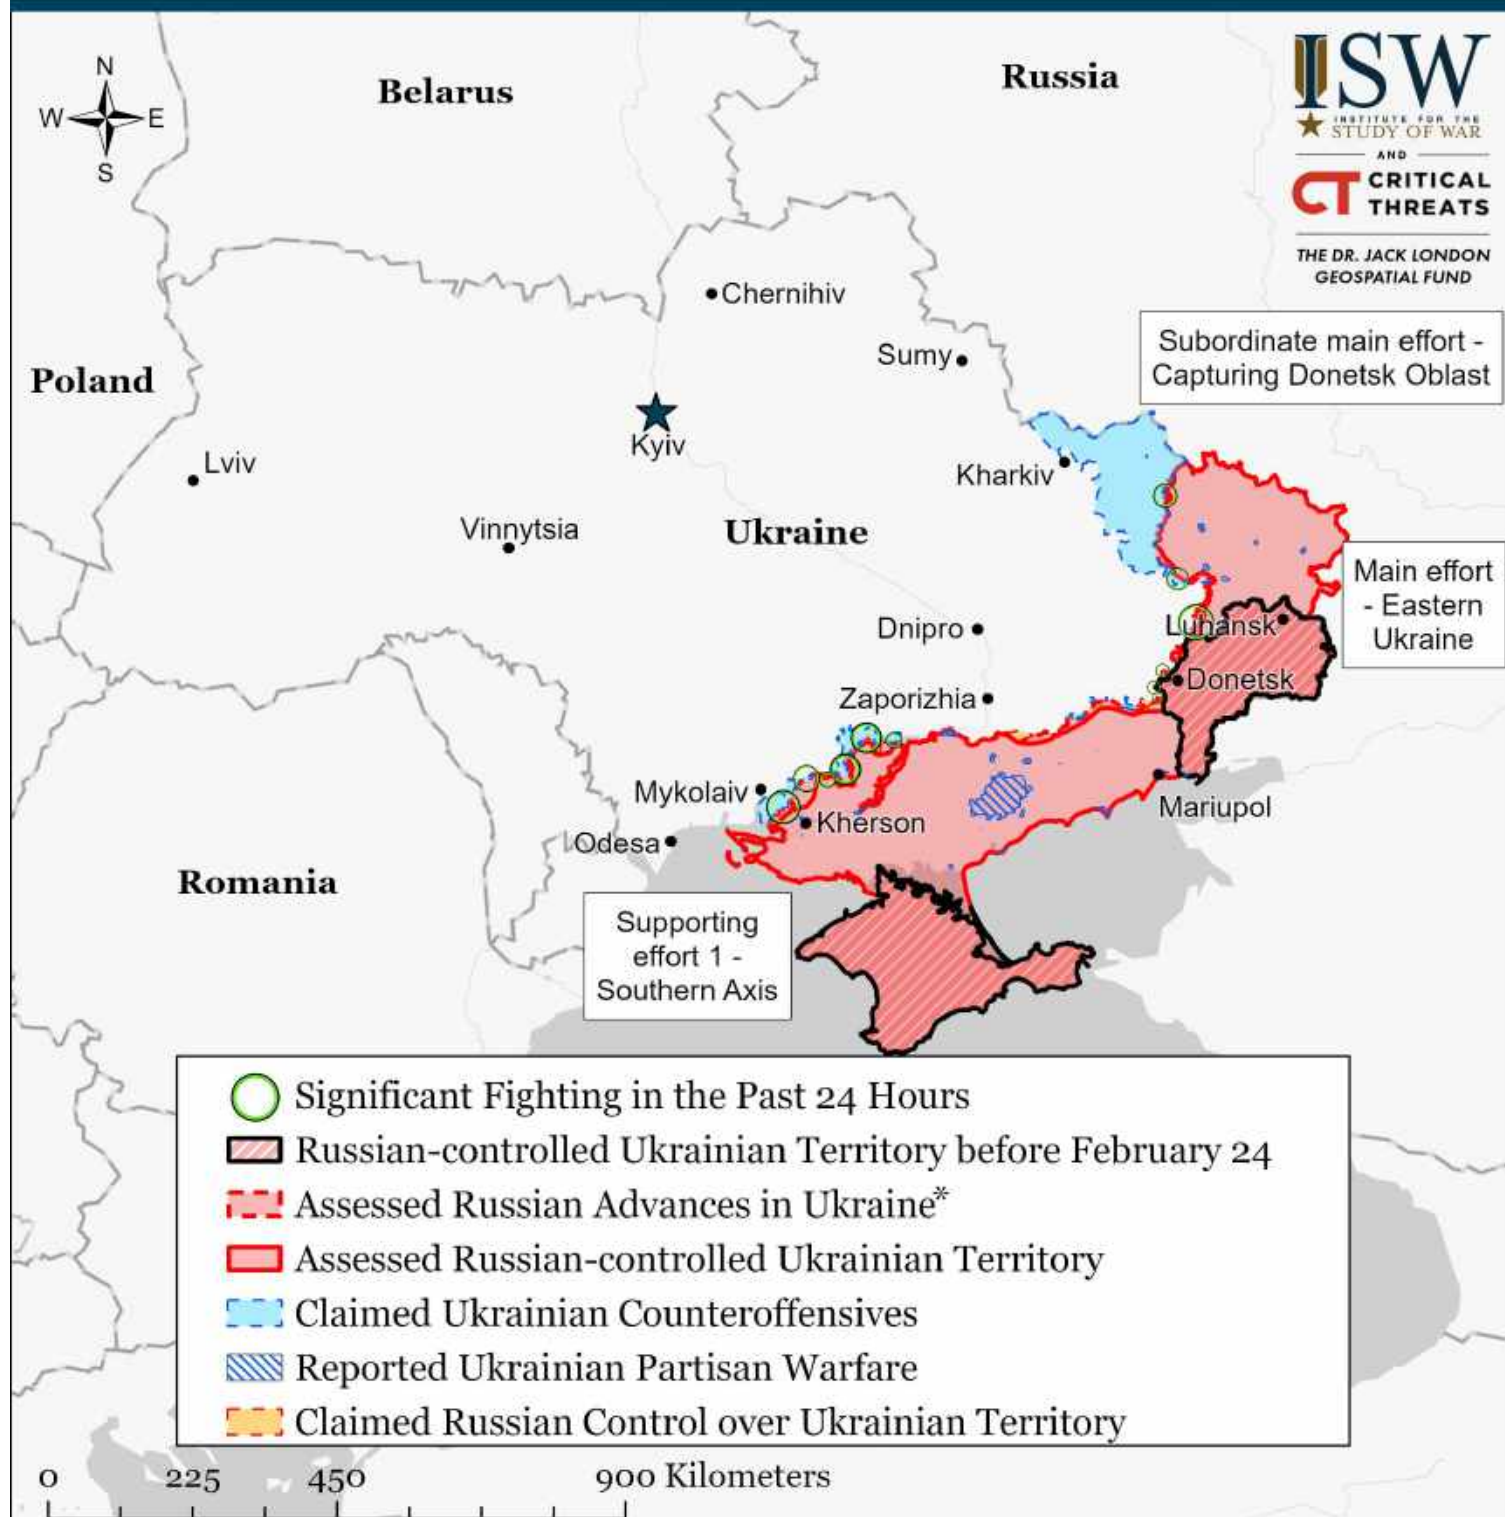 N
W E
S
Belarus
Russia
ISW
INSTITUTE FOR THE
STUDY OF WAR
AND
CT CRITICAL
THREATS
THE DR. JACK LONDON
GEOSPATIAL FUND
Chernihiv
Subordinate main effort -
Capturing Donetsk Oblast
Sumy
Poland
Kyiv
Lviv
Kharkiv
Vinnytsia
Ukraine
Main effort
- Eastern
Ukraine
Dnipro
Luhansk
Donetsk
Zaporizhia
Mykolaiv
Mariupol
Kherson
Odesa
Romania
Supporting
effort 1 -
Southern Axis
Significant Fighting in the Past 24 Hours
Russian-controlled Ukrainian Territory before February 24
Assessed Russian Advances in Ukraine*
Assessed Russian-controlled Ukrainian Territory
Claimed Ukrainian Counteroffensives
Reported Ukrainian Partisan Warfare
Claimed Russian Control over Ukrainian Territory
0 225 450 900 Kilometers